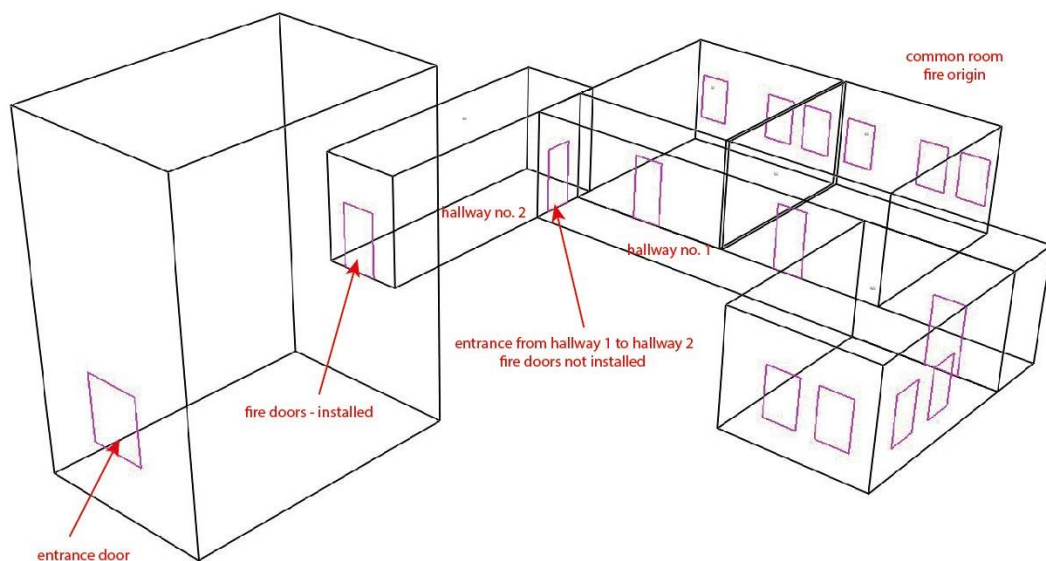 common room
fire origin
hallway no. 2
hallway no. 1
entrance from hallway 1 to hallway 2
fire doors not installed
fire doors - installed
entrance door